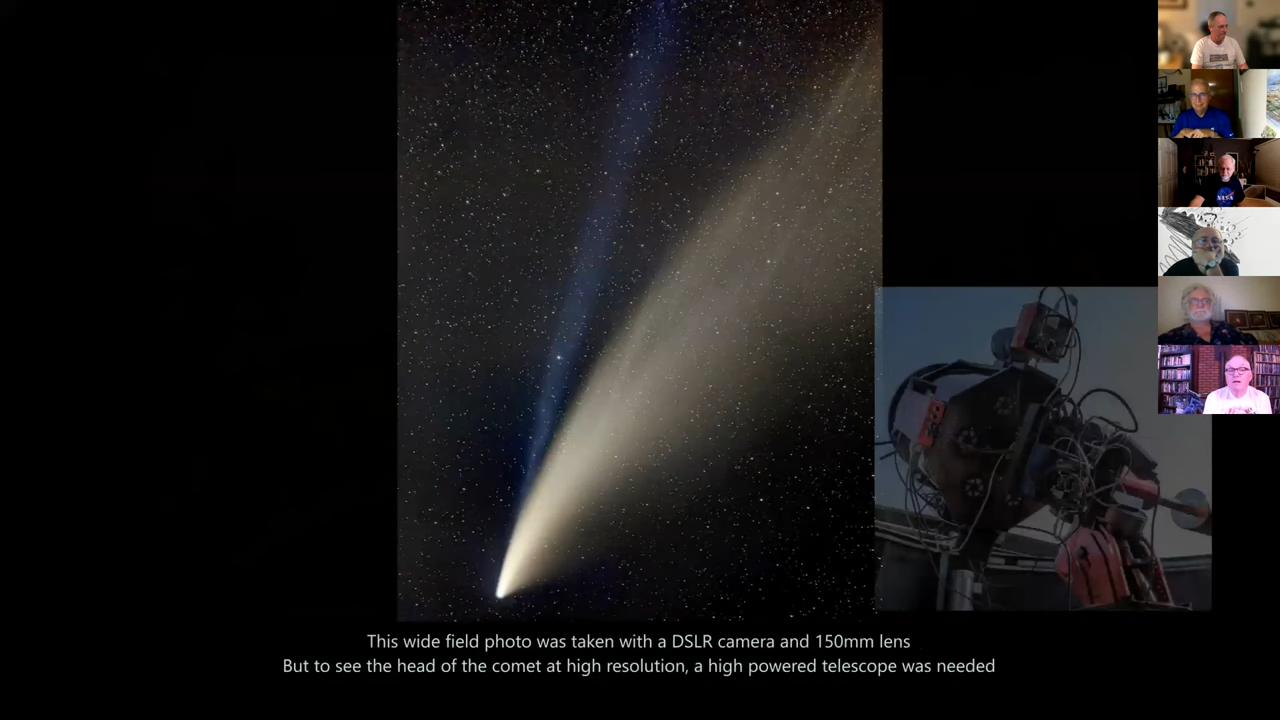 NASA
This wide field photo was taken with a DSLR camera and 150mm lens
But to see the head of the comet at high resolution, a high powered telescope was needed